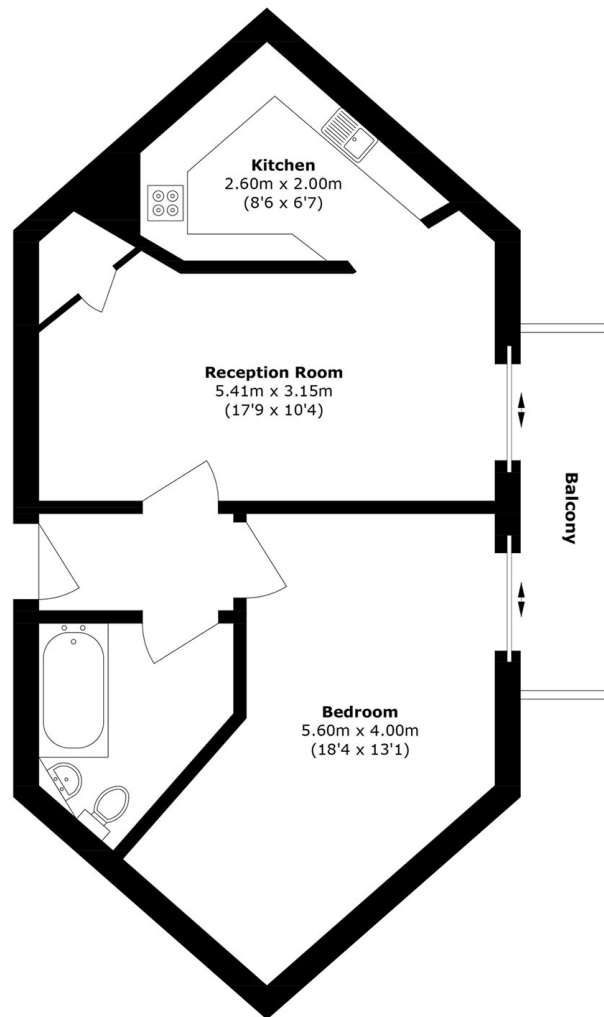 Kitchen
2.60m x 2.00m
(8'6 x 6'7)
Reception Room
5.41m x 3.15m
(17'9 x 10'4)
Balcony
Bedroom
5.60m x 4.00m
(18'4 x 13'1)